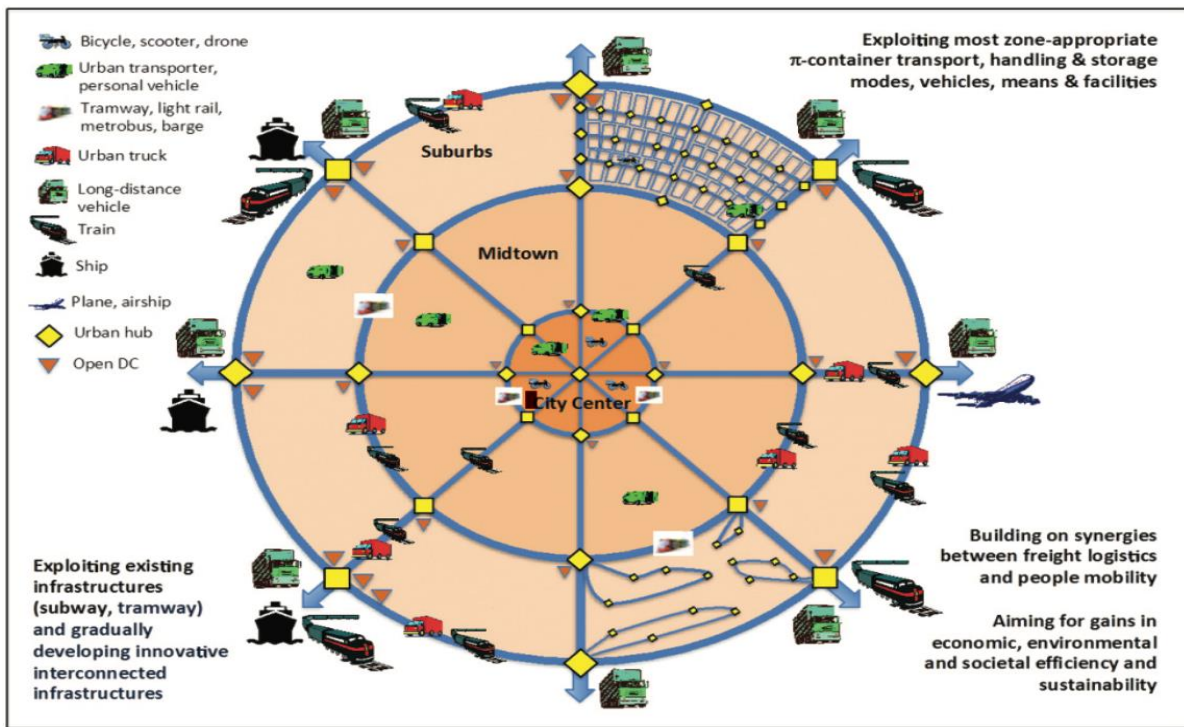 Bicycle, scooter, drone
Urban transporter,
personal vehicle
Tramway, light rail,
metrobus, barge
Urban truck
Long-distance
vehicle
Train
Ship
Plane, airship
Urban hub
Open DC
Exploiting most zone-appropriate
π-container transport, handling & storage
modes, vehicles, means & facilities
Suburbs
Midtown
City Center
Exploiting existing
infrastructures
(subway, tramway)
and gradually
developing innovative
interconnected
infrastructures
Building on synergies
between freight logistics
and people mobility
Aiming for gains in
economic, environmental
and societal efficiency and
sustainability